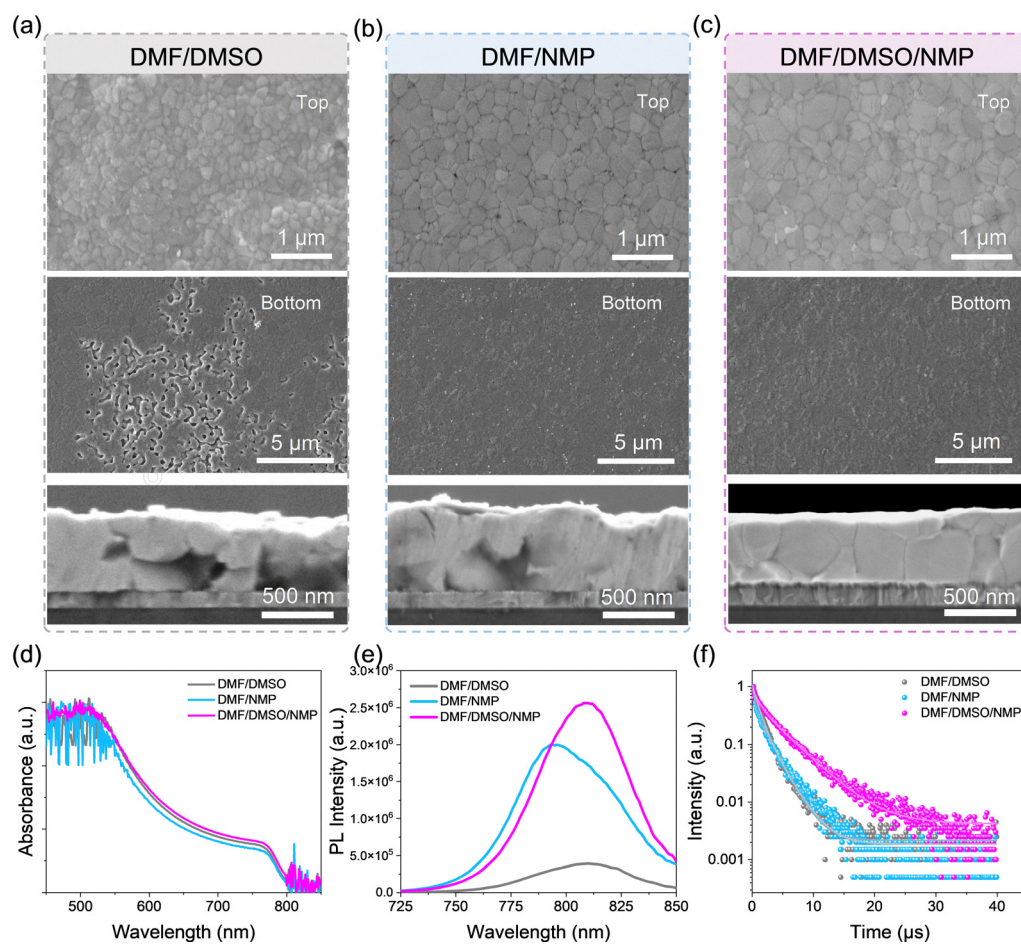 (a)
DMF/DMSO
Top
1 μm
Bottom
5 μm
500 nm
(b)
DMF/NMP
Top
1 μm
Bottom
5 μm
500 nm
(c)
DMF/DMSO/NMP
Top
1 μm
Bottom
5 μm
500 nm
(d)
DMF/DMSO
DMF/NMP
DMF/DMSO/NMP
Absorbance (a.u.)
500 600 700 800
Wavelength (nm)
(e)
DMF/DMSO
DMF/NMP
DMF/DMSO/NMP
PL Intensity (a.u.)
3.0×10⁶
2.5×10⁶
2.0×10⁶
1.5×10⁶
1.0×10⁶
5.0×10⁵
0.0
725 750 775 800 825 850
Wavelength (nm)
(f)
DMF/DMSO
DMF/NMP
DMF/DMSO/NMP
Intensity (a.u.)
1
0.1
0.01
0.001
0 10 20 30 40
Time (μs)